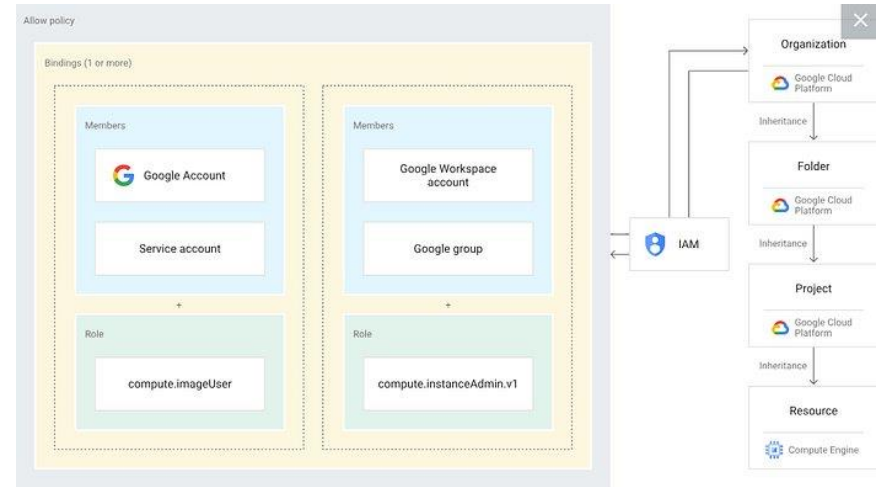 Allow policy
Bindings (1 or more)
Members
Google Account
Service account
+
Role
compute.imageUser
Members
Google Workspace
account
Google group
+
Role
compute.instanceAdmin.v1
IAM
Organization
Google Cloud
Platform
Inheritance
Folder
Google Cloud
Platform
Inheritance
Project
Google Cloud
Platform
Inheritance
Resource
Compute Engine